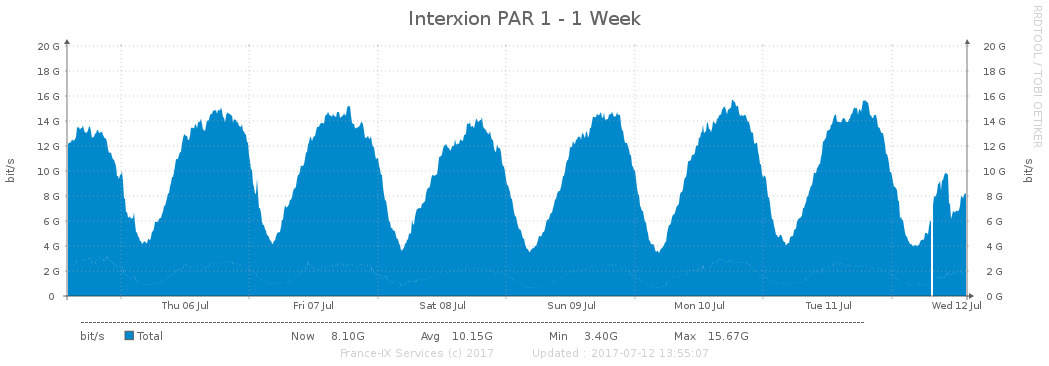 Interxion PAR 1 - 1 Week
RRDTOOL / TOBI OETIKER
20 G 20 G
18 G 18 G
16 G 16 G
14 G 14 G
12 G 12 G
10 G 10 G
8 G 8 G
6 G 6 G
4 G 4 G
2 G 2 G
0 0 G
bit/s bit/s
Thu 06 Jul Fri 07 Jul Sat 08 Jul Sun 09 Jul Mon 10 Jul Tue 11 Jul Wed 12 Jul
bit/s Total Now 8.10G Avg 10.15G Min 3.40G Max 15.67G
France-IX Services (c) 2017 Updated : 2017-07-12 13:55:07